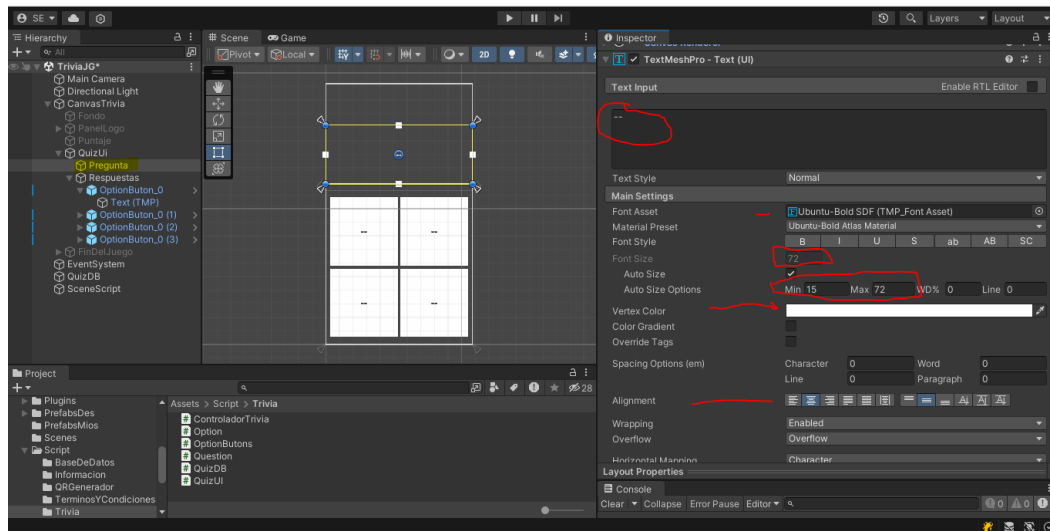 SE
Layers
Layout
Hierarchy
All
TriviaJG*
Main Camera
Directional Light
CanvasTrivia
Fondo
PanelLogo
Puntaje
QuizUi
Pregunta
Respuestas
OptionButon_0
Text (TMP)
OptionButon_0 (1)
OptionButon_0 (2)
OptionButon_0 (3)
FinDelJuego
EventSystem
QuizDB
SceneScript
Scene Game
Pivot Local 2D
--
--
--
--
Inspector
TextMeshPro - Text (UI)
Text Input Enable RTL Editor
--
Text Style Normal
Main Settings
Font Asset Ubuntu-Bold SDF (TMP_Font Asset)
Material Preset Ubuntu-Bold Atlas Material
Font Style B I U S ab AB SC
Font Size 72
Auto Size
Auto Size Options Min 15 Max 72 WD% 0 Line 0
Vertex Color
Color Gradient
Override Tags
Spacing Options (em) Character 0 Word 0
Line 0 Paragraph 0
Alignment
Wrapping Enabled
Overflow Overflow
Horizontal Mapping Character
Layout Properties
Console
Clear Collapse Error Pause Editor 0 0
Project
28
Plugins
PrefabsDes
PrefabsMios
Scenes
Script
BaseDeDatos
Informacion
QRGenerador
TerminosYCondiciones
Trivia
Assets > Script > Trivia
ControladorTrivia
Option
OptionButons
Question
QuizDB
QuizUI